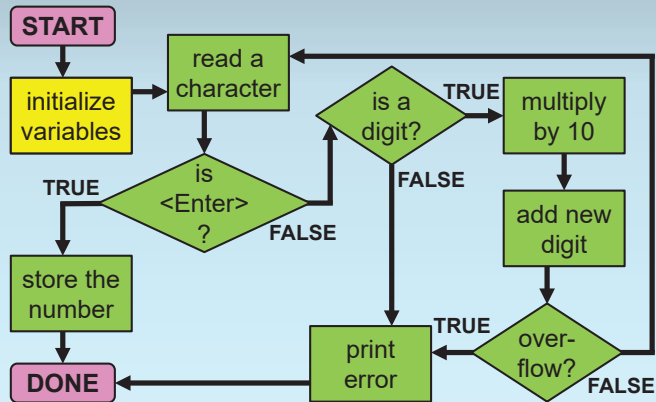 START
initialize
variables
read a
character
is
<Enter>
?
TRUE
FALSE
store the
number
DONE
is a
digit?
TRUE
FALSE
multiply
by 10
add new
digit
over-
flow?
TRUE
FALSE
print
error